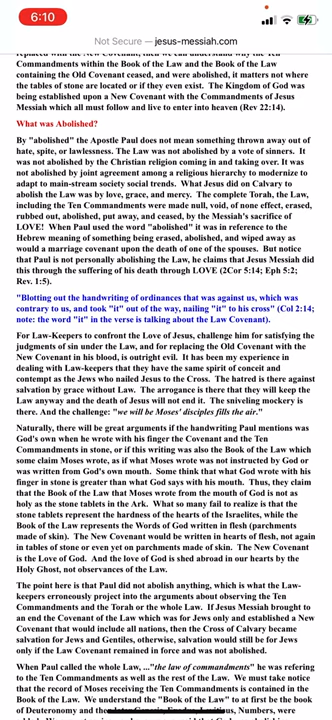 6:10
Not Secure — jesus-messiah.com
replaced with the New Covenant, then we can understand why the Ten
Commandments within the Book of the Law and the Book of the Law
containing the Old Covenant ceased, and were abolished, it matters not where
the tables of stone are located or if they even exist. The Kingdom of God was
being established upon a New Covenant with the Commandments of Jesus
Messiah which all must follow and live to enter into heaven (Rev 22:14).
What was Abolished?
By "abolished" the Apostle Paul does not mean something thrown away out of
hate, spite, or lawlessness. The Law was not abolished by a vote of sinners. It
was not abolished by the Christian religion coming in and taking over. It was
not abolished by joint agreement among a religious hierarchy to modernize to
adapt to main-stream society social trends. What Jesus did on Calvary to
abolish the Law was by love, grace, and mercy. The complete Torah, the Law,
including the Ten Commandments were made null, void, of none effect, erased,
rubbed out, abolished, put away, and ceased, by the Messiah's sacrifice of
LOVE! When Paul used the word "abolished" it was in reference to the
Hebrew meaning of something being erased, abolished, and wiped away as
would a marriage covenant upon the death of one of the spouses. But notice
that Paul is not personally abolishing the Law, he claims that Jesus Messiah did
this through the suffering of his death through LOVE (2Cor 5:14; Eph 5:2;
Rev. 1:5).
"Blotting out the handwriting of ordinances that was against us, which was
contrary to us, and took "it" out of the way, nailing "it" to his cross" (Col 2:14;
note: the word "it" in the verse is talking about the Law Covenant).
For Law-Keepers to confront the Love of Jesus, challenge him for satisfying the
judgments of sin under the Law, and for replacing the Old Covenant with the
New Covenant in his blood, is outright evil. It has been my experience in
dealing with Law-keepers that they have the same spirit of conceit and
contempt as the Jews who nailed Jesus to the Cross. The hatred is there against
salvation by grace without Law. The arrogance is there that they will keep the
Law anyway and the death of Jesus will not end it. The sniveling mockery is
there. And the challenge: "we will be Moses' disciples fills the air."
Naturally, there will be great arguments if the handwriting Paul mentions was
God's own when he wrote with his finger the Covenant and the Ten
Commandments in stone, or if this writing was also the Book of the Law which
some claim Moses wrote, as if what Moses wrote was not instructed by God or
was written from God's own mouth. Some think that what God wrote with his
finger in stone is greater than what God says with his mouth. Thus, they claim
that the Book of the Law that Moses wrote from the mouth of God is not as
holy as the stone tablets in the Ark. What so many fail to realize is that the
stone tablets represent the hardness of the hearts of the Israelites, while the
Book of the Law represents the Words of God written in flesh (parchments
made of skin). The New Covenant would be written in hearts of flesh, not again
in tables of stone or even yet on parchments made of skin. The New Covenant
is the Love of God. And the love of God is shed abroad in our hearts by the
Holy Ghost, not observances of the Law.
The point here is that Paul did not abolish anything, which is what the Law-
keepers erroneously project into the arguments about observing the Ten
Commandments and the Torah or the whole Law. If Jesus Messiah brought to
an end the Covenant of the Law which was for Jews only and established a New
Covenant that would include all nations, then the Cross of Calvary became
salvation for Jews and Gentiles, otherwise, salvation would still be for Jews
only if the Law Covenant remained in force and was not abolished.
When Paul called the whole Law, ..."the law of commandments" he was referring
to the Ten Commandments as well as the rest of the Law. We must take
notice that the record of Moses receiving the Ten Commandments is contained in
the Book of the Law. We understand the "Book of the Law" to at first be the book
of Deuteronomy and then later Genesis, Exodus, Leviticus, Numbers, were